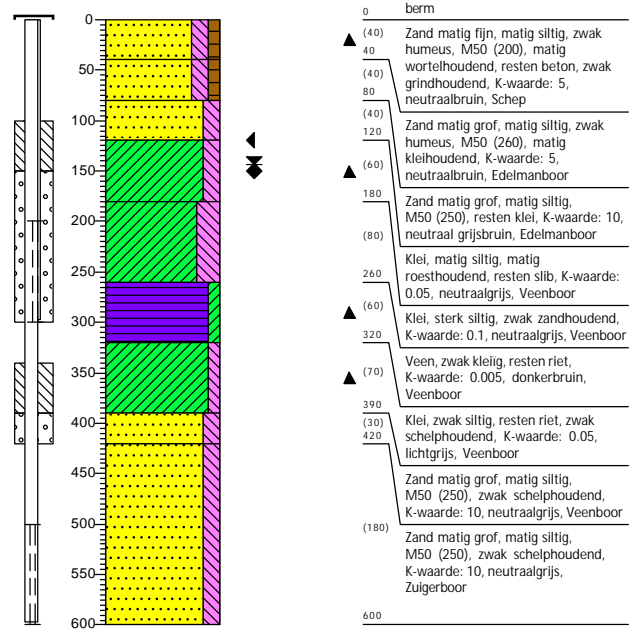 0
50
100
150
200
250
300
350
400
450
500
550
600
0
berm
(40)
40
Zand matig fijn, matig siltig, zwak
humeus, M50 (200), matig
wortelhoudend, resten beton, zwak
grindhoudend, K-waarde: 5,
neutraalbruin, Schep
(40)
80
Zand matig grof, matig siltig, zwak
humeus, M50 (260), matig
kleihoudend, K-waarde: 5,
neutraalbruin, Edelmanboor
(40)
120
Zand matig grof, matig siltig,
M50 (250), resten klei, K-waarde: 10,
neutraal grijsbruin, Edelmanboor
(60)
180
Klei, matig siltig, matig
roesthoudend, resten slib, K-waarde:
0.05, neutraalgrijs, Veenboor
(80)
260
Klei, sterk siltig, zwak zandhoudend,
K-waarde: 0.1, neutraalgrijs, Veenboor
(60)
320
Veen, zwak kleiïg, resten riet,
K-waarde: 0.005, donkerbruin,
Veenboor
(70)
390
Klei, zwak siltig, resten riet, zwak
schelphoudend, K-waarde: 0.05,
lichtgrijs, Veenboor
(30)
420
Zand matig grof, matig siltig,
M50 (250), zwak schelphoudend,
K-waarde: 10, neutraalgrijs, Veenboor
(180)
Zand matig grof, matig siltig,
M50 (250), zwak schelphoudend,
K-waarde: 10, neutraalgrijs,
Zuigerboor
600